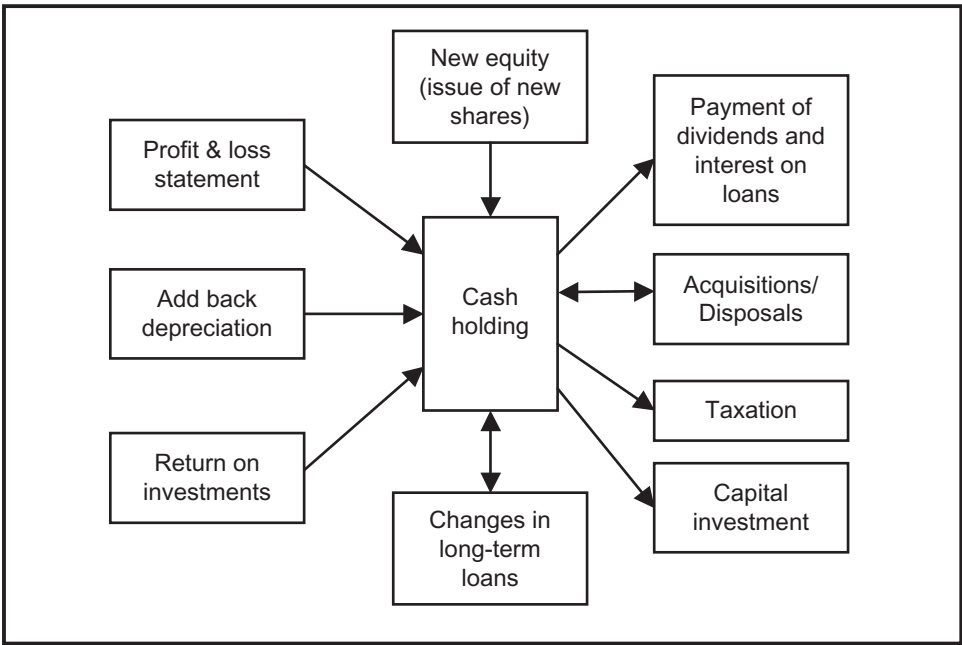 New equity
(issue of new
shares)
Payment of
dividends and
interest on
loans
Profit & loss
statement
Add back
depreciation
Cash
holding
Acquisitions/
Disposals
Taxation
Return on
investments
Changes in
long-term
loans
Capital
investment